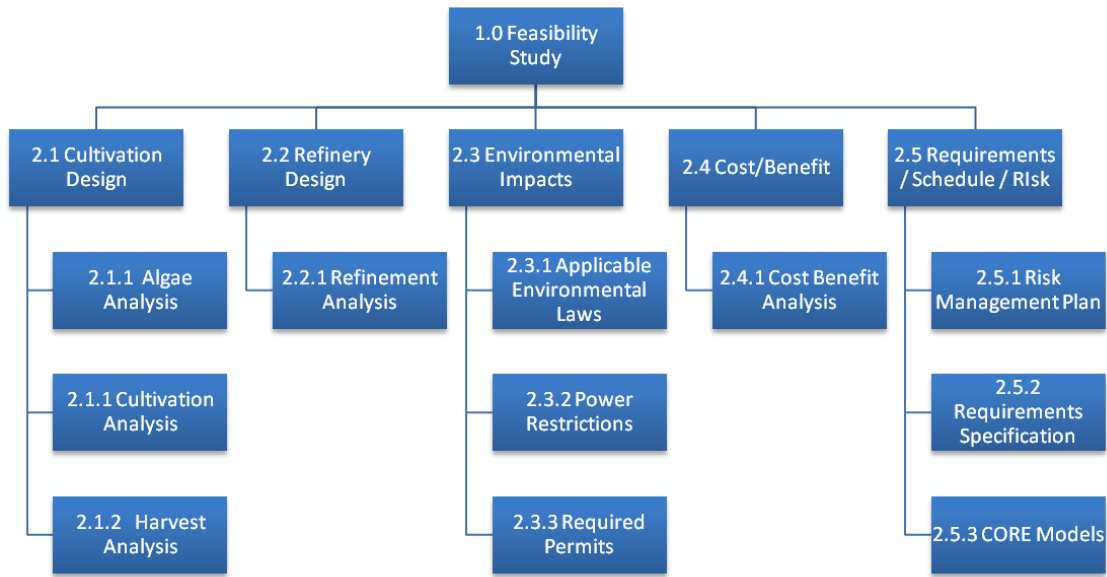 1.0 Feasibility
Study
2.1 Cultivation
Design
2.2 Refinery
Design
2.3 Environmental
Impacts
2.4 Cost/Benefit
2.5 Requirements
/ Schedule / RIsk
2.1.1 Algae
Analysis
2.1.1 Cultivation
Analysis
2.1.2 Harvest
Analysis
2.2.1 Refinement
Analysis
2.3.1 Applicable
Environmental
Laws
2.3.2 Power
Restrictions
2.3.3 Required
Permits
2.4.1 Cost Benefit
Analysis
2.5.1 Risk
Management Plan
2.5.2
Requirements
Specification
2.5.3 CORE Models